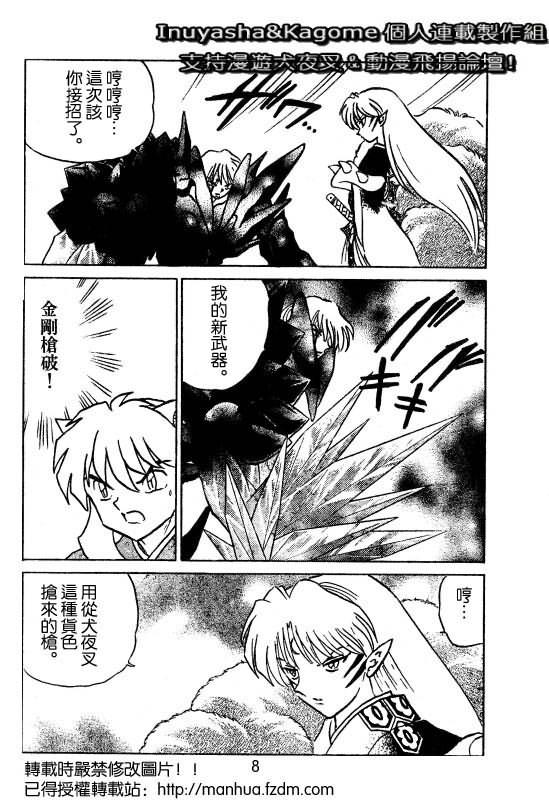 Inuyasha&Kagome 個人連載製作組
支持漫遊犬夜叉&動漫飛揚論壇!
哼哼哼…
這次該
你接招了。
我的新武器。
金剛槍破！
哼…
用從犬夜叉
這種貨色
搶來的槍。
8
轉載時嚴禁修改圖片！！
已得授權轉載站：http://manhua.fzdm.com